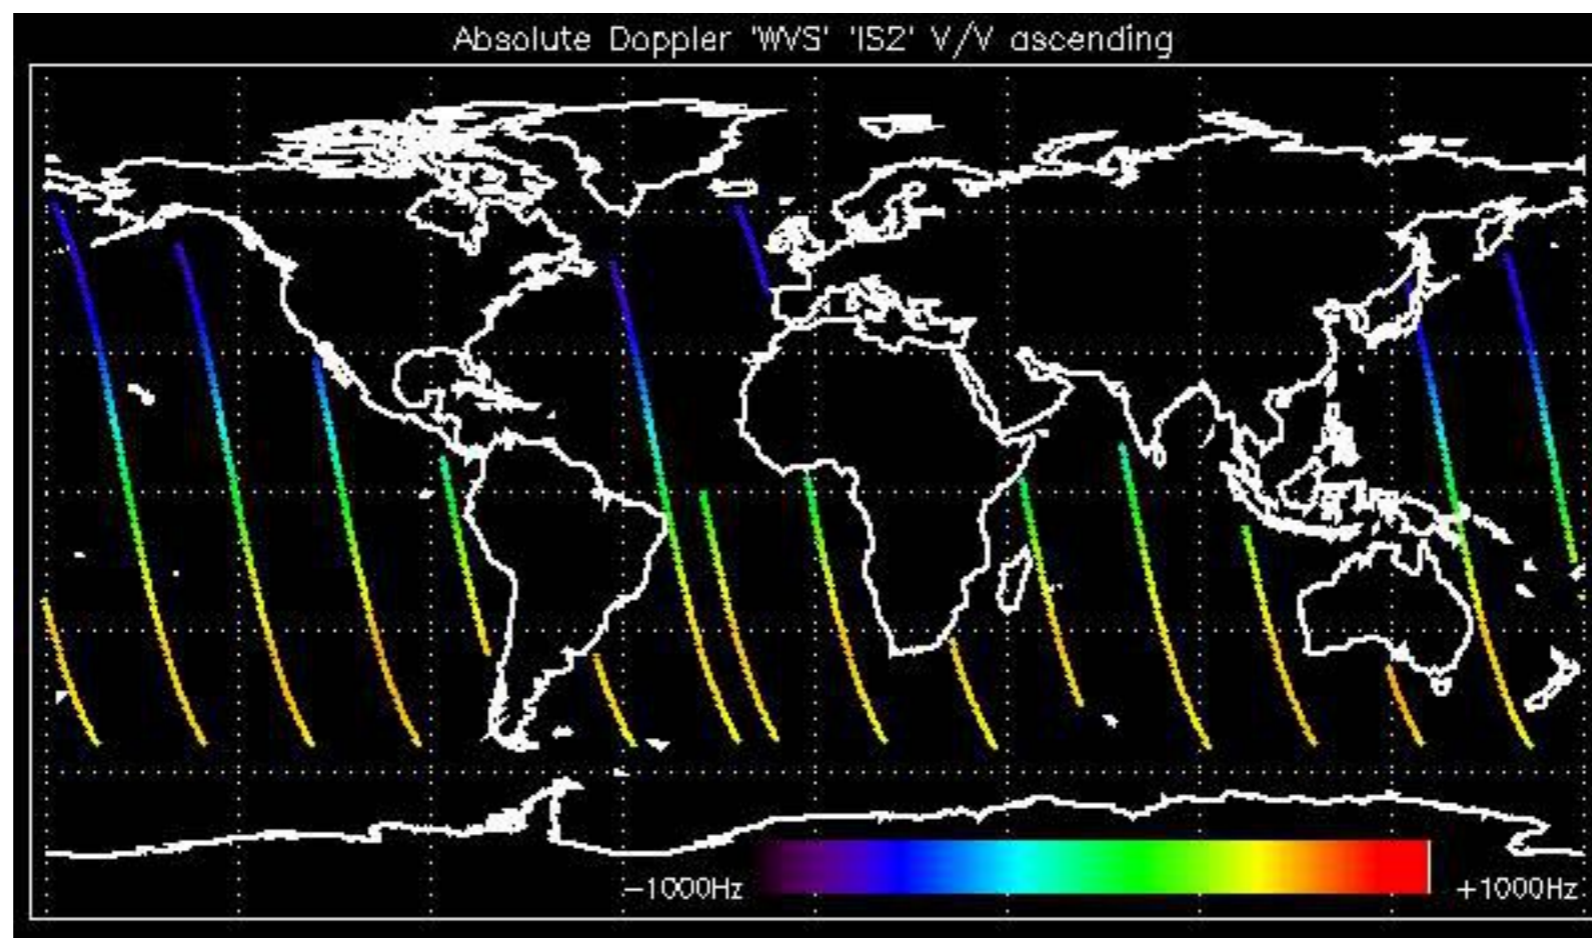 Absolute Doppler 'WVS' 'IS2' V/V ascending
−1000Hz
+1000Hz